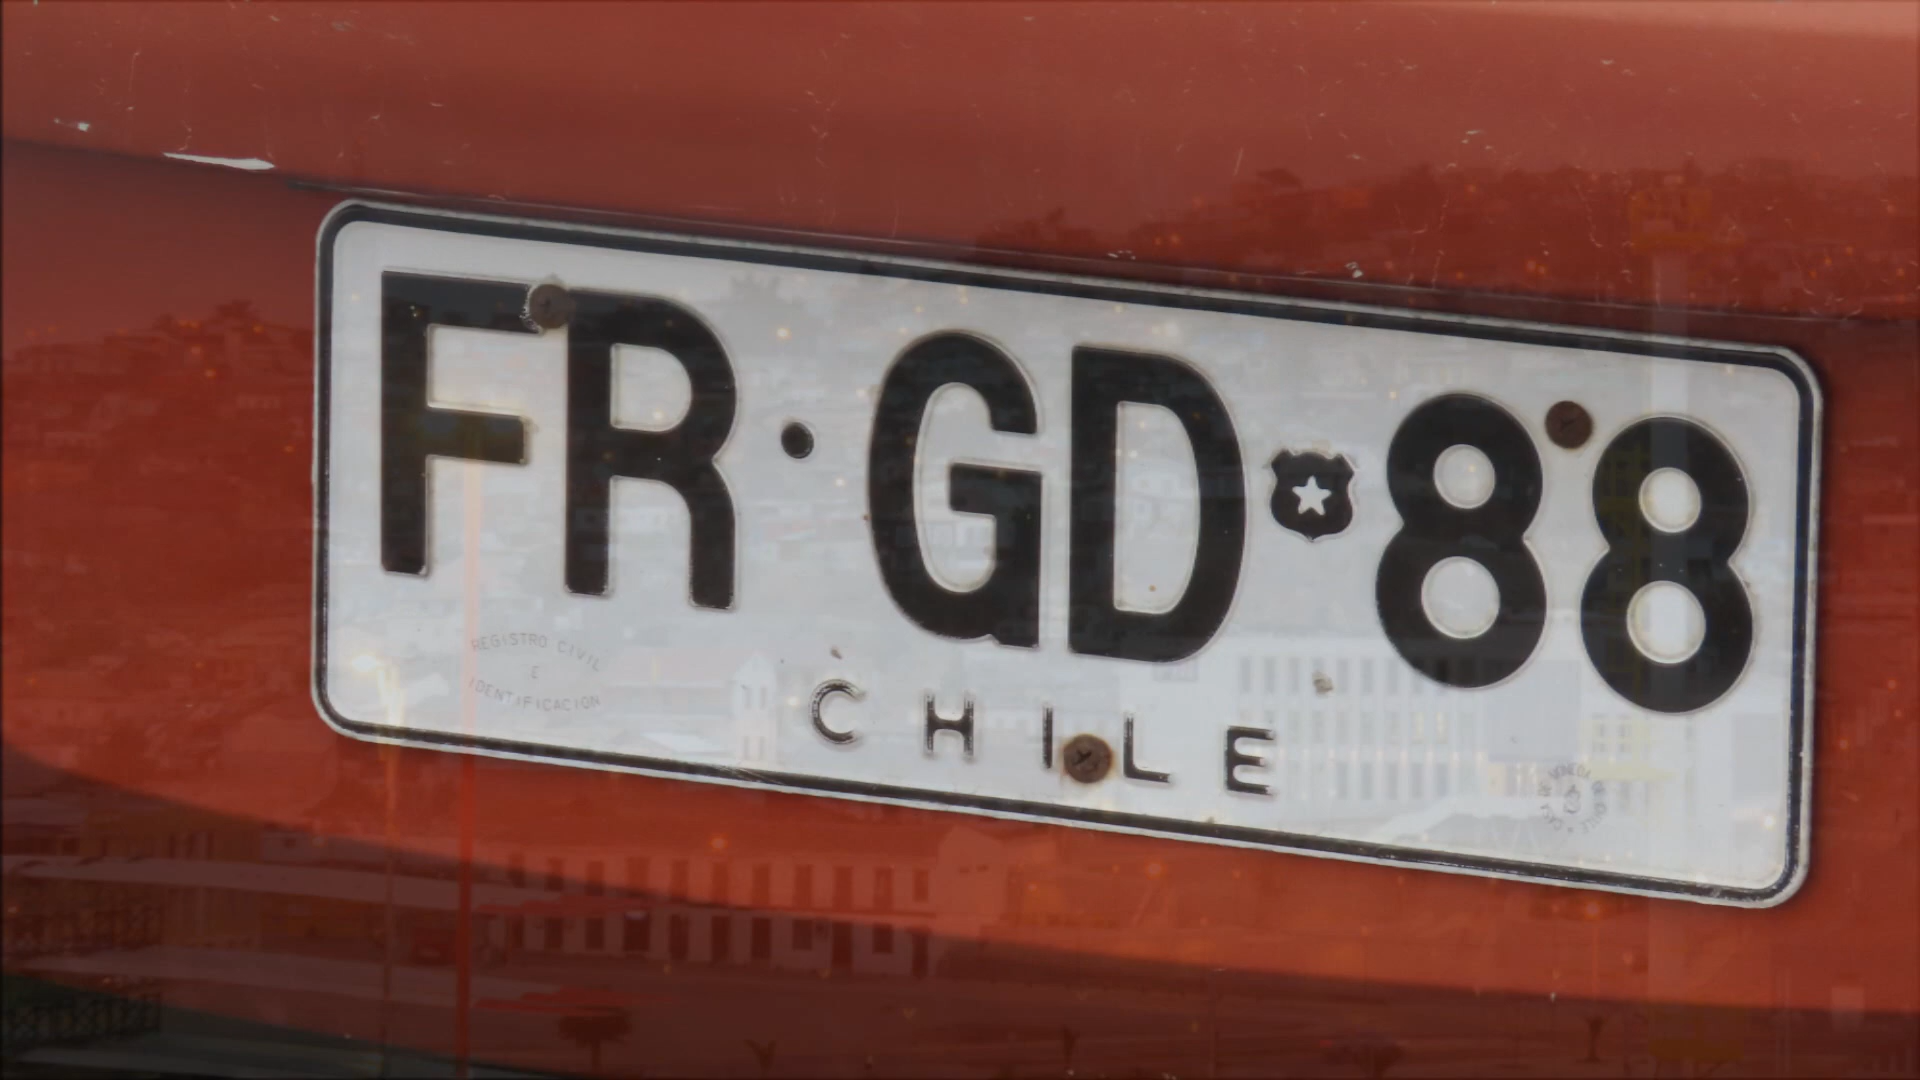 FR·GD 88
CHILE
REGISTRO CIVIL
E
IDENTIFICACION